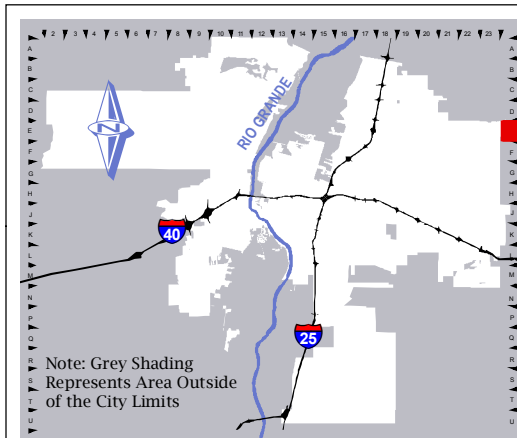 2 3 4 5 6 7 8 9 10 11 12 13 14 15 16 17 18 19 20 21 22 23
A A
B B
C C
D D
E E
F F
G G
H H
J J
K K
L L
M M
N N
P P
Q Q
R R
S S
T T
U U
N
RIO GRANDE
40
25
Note: Grey Shading
Represents Area Outside
of the City Limits